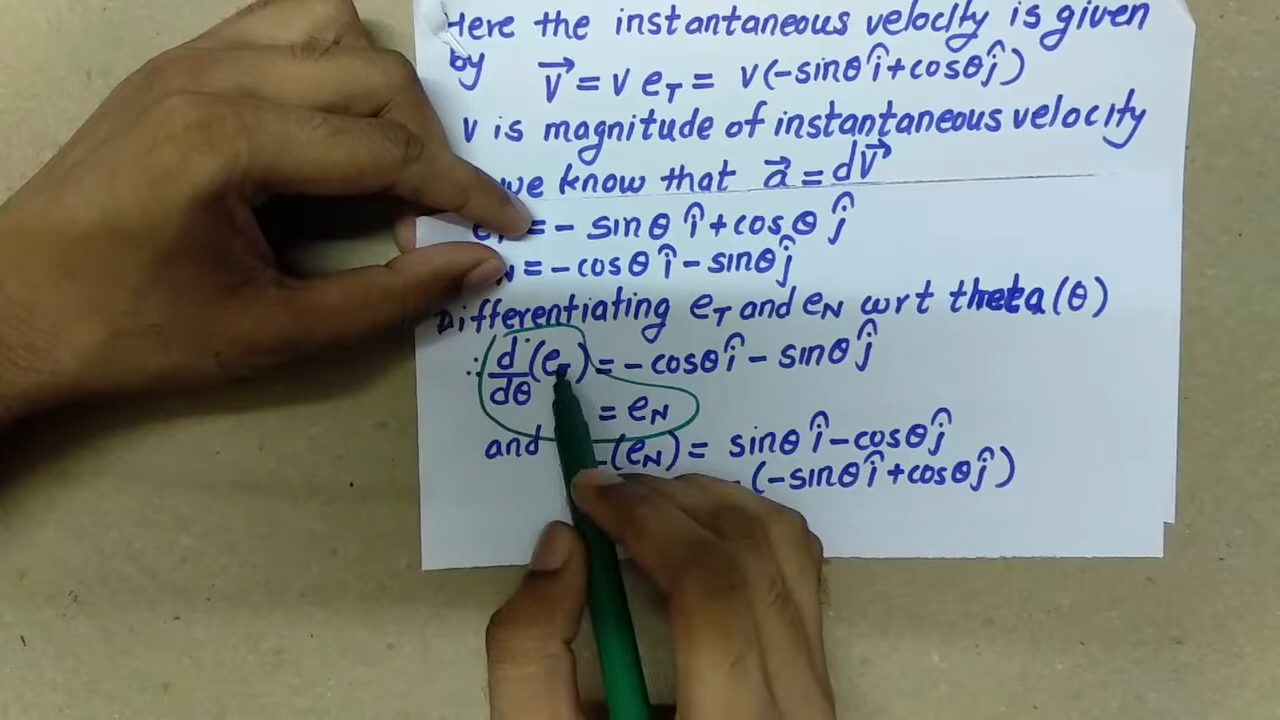 Here the instantaneous velocity is given
by v⃗ = v eT = v(-sinθ î+cosθ ĵ)
v is magnitude of instantaneous velocity
we know that a⃗ = dv⃗
eT = - sinθ î + cosθ ĵ
N = -cosθ î - sinθ ĵ
Differentiating eT and eN wrt theta (θ)
∴ d/dθ (eT) = - cosθ î - sinθ ĵ
= eN
and (eN) = sinθ î - cosθ ĵ
- (-sinθ î + cosθ ĵ)